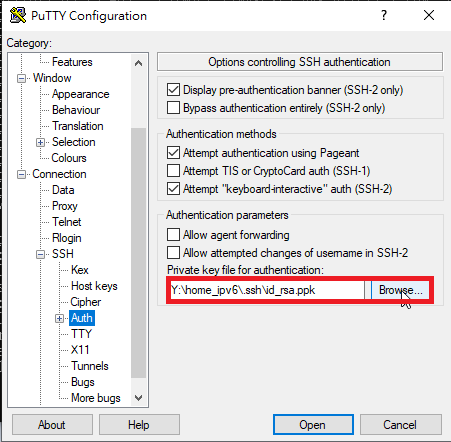 PuTTY Configuration
Category:
Features
Window
Appearance
Behaviour
Translation
Selection
Colours
Connection
Data
Proxy
Telnet
Rlogin
SSH
Kex
Host keys
Cipher
Auth
TTY
X11
Tunnels
Bugs
More bugs
Options controlling SSH authentication
Display pre-authentication banner (SSH-2 only)
Bypass authentication entirely (SSH-2 only)
Authentication methods
Attempt authentication using Pageant
Attempt TIS or CryptoCard auth (SSH-1)
Attempt "keyboard-interactive" auth (SSH-2)
Authentication parameters
Allow agent forwarding
Allow attempted changes of username in SSH-2
Private key file for authentication:
Y:\home_ipv6\.ssh\id_rsa.ppk
Browse...
About
Help
Open
Cancel